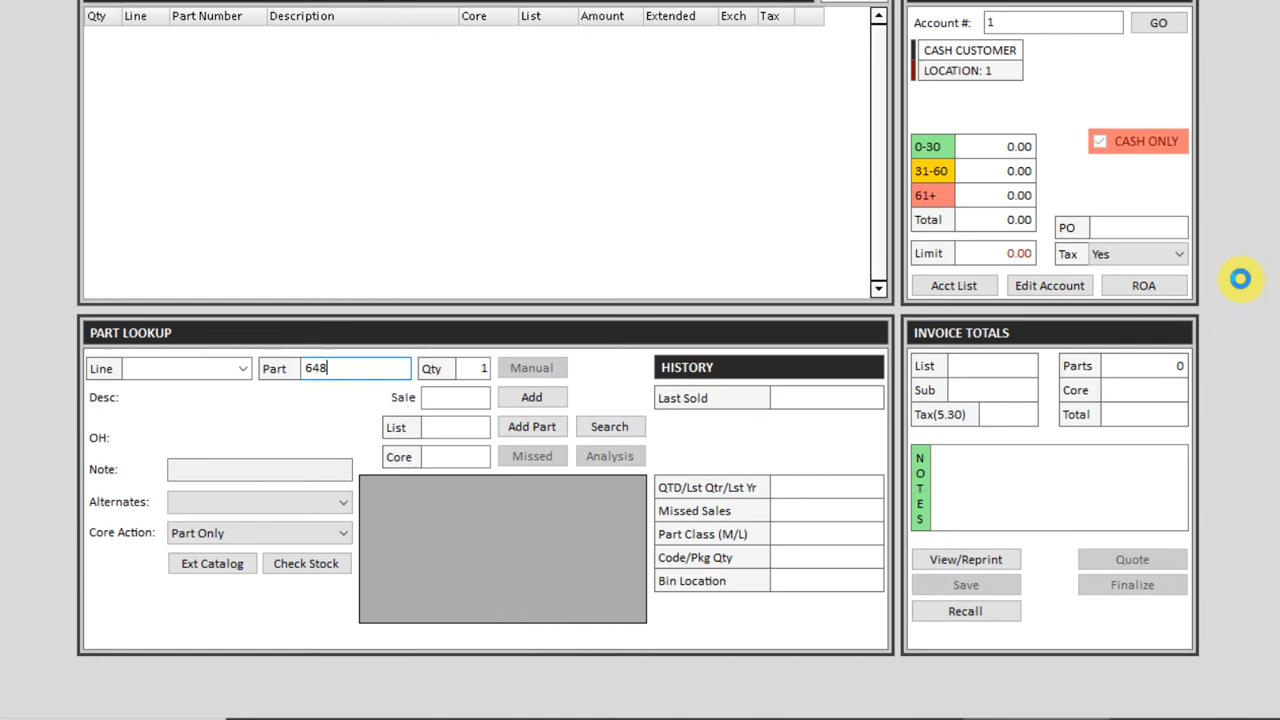 Qty Line Part Number Description Core List Amount Extended Exch Tax
Account #: 1 GO
CASH CUSTOMER
LOCATION: 1
CASH ONLY
0-30 0.00
31-60 0.00
61+ 0.00
Total 0.00
PO
Limit 0.00 Tax Yes
Acct List Edit Account ROA
PART LOOKUP
Line Part 648 Qty 1 Manual
Desc: Sale Add
List Add Part Search
OH:
Core Missed Analysis
Note:
Alternates:
Core Action: Part Only
Ext Catalog Check Stock
HISTORY
Last Sold
QTD/Lst Qtr/Lst Yr
Missed Sales
Part Class (M/L)
Code/Pkg Qty
Bin Location
INVOICE TOTALS
List Parts 0
Sub Core
Tax(5.30) Total
N
O
T
E
S
View/Reprint Quote
Save Finalize
Recall